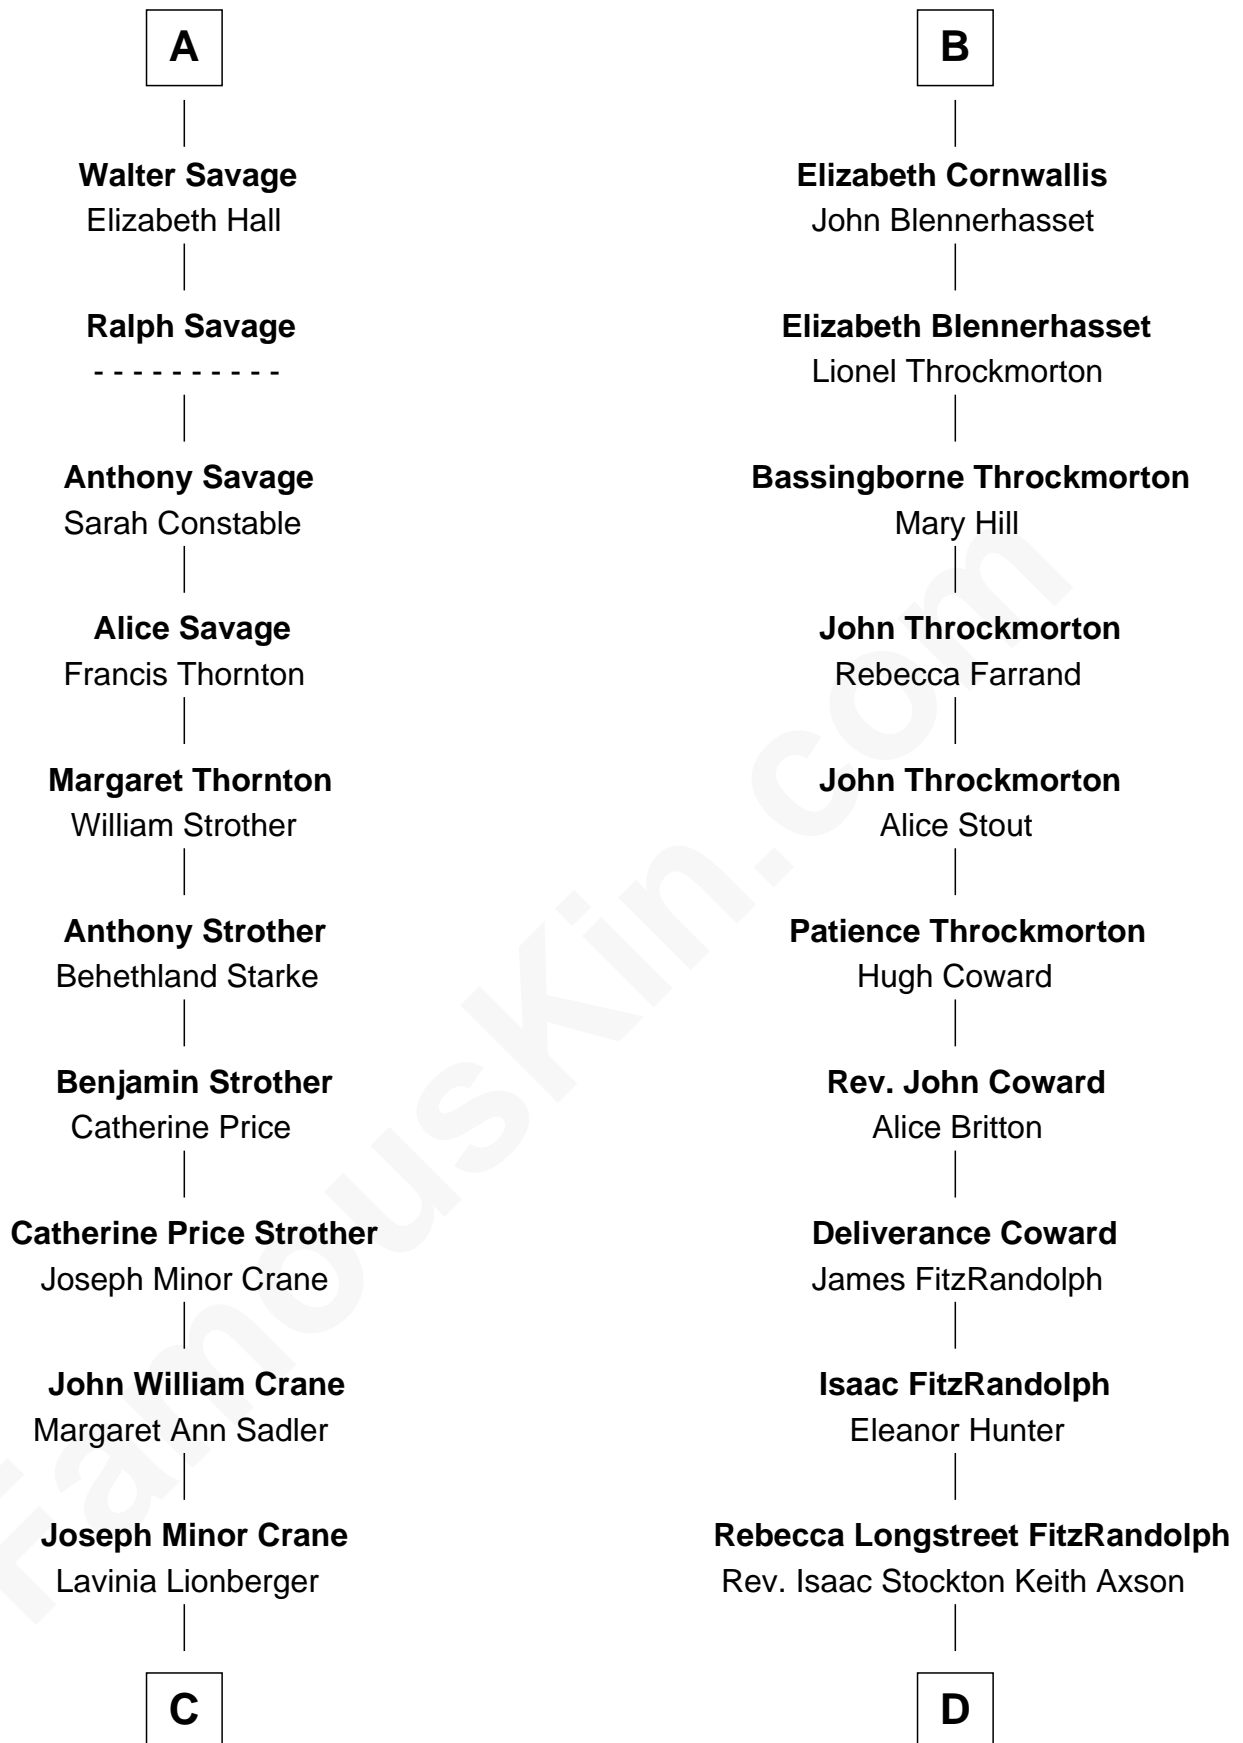 A
Walter Savage
Elizabeth Hall
Ralph Savage
- - - - - - - - - -
Anthony Savage
Sarah Constable
Alice Savage
Francis Thornton
Margaret Thornton
William Strother
Anthony Strother
Behethland Starke
Benjamin Strother
Catherine Price
Catherine Price Strother
Joseph Minor Crane
John William Crane
Margaret Ann Sadler
Joseph Minor Crane
Lavinia Lionberger
C
B
Elizabeth Cornwallis
John Blennerhasset
Elizabeth Blennerhasset
Lionel Throckmorton
Bassingborne Throckmorton
Mary Hill
John Throckmorton
Rebecca Farrand
John Throckmorton
Alice Stout
Patience Throckmorton
Hugh Coward
Rev. John Coward
Alice Britton
Deliverance Coward
James FitzRandolph
Isaac FitzRandolph
Eleanor Hunter
Rebecca Longstreet FitzRandolph
Rev. Isaac Stockton Keith Axson
D
FamousKin.com